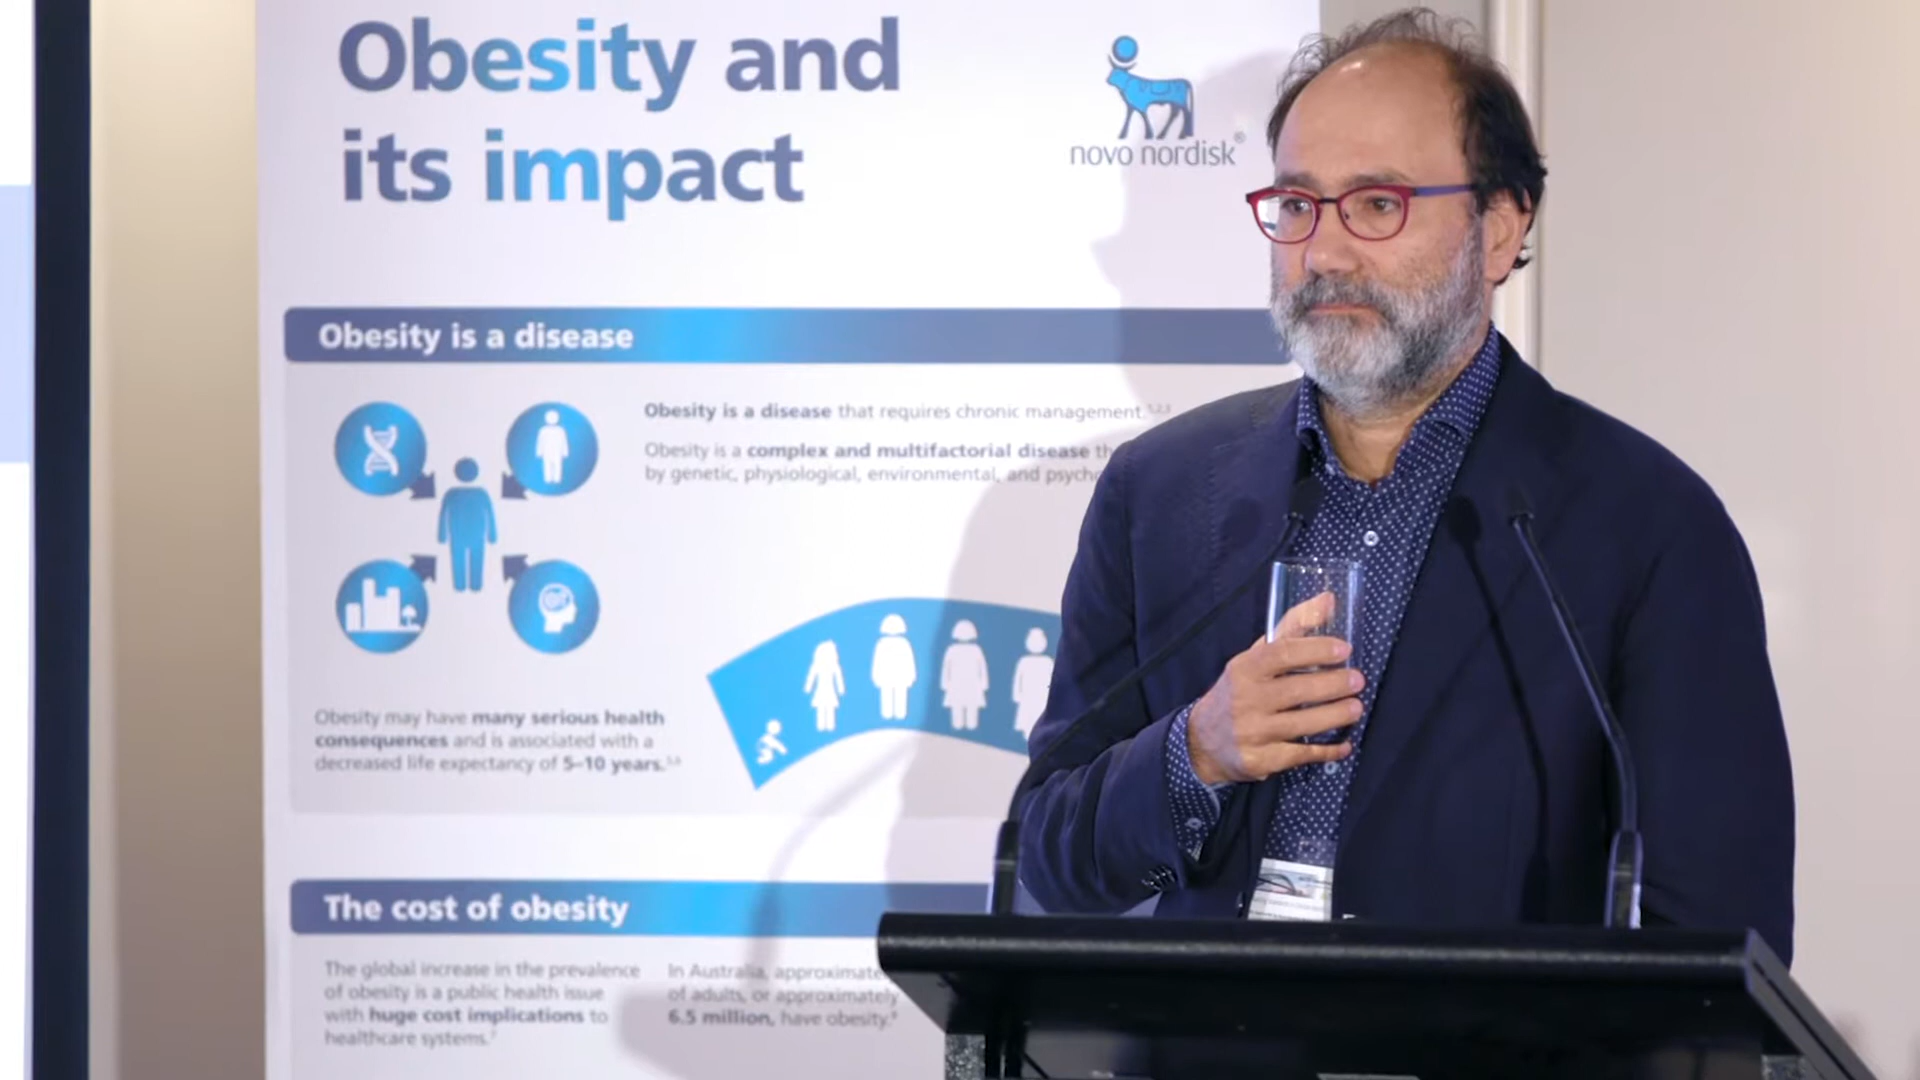 Obesity and
its impact
novo nordisk®
Obesity is a disease
Obesity is a disease that requires chronic management.1,2,3
Obesity is a complex and multifactorial disease
by genetic, physiological, environmental, and
Obesity may have many serious health
consequences and is associated with a
decreased life expectancy of 5–10 years.
The cost of obesity
The global increase in the prevalence
of obesity is a public health issue
with huge cost implications to
healthcare systems.7
In Australia,
of adults, or approximately
6.5 million, have obesity.